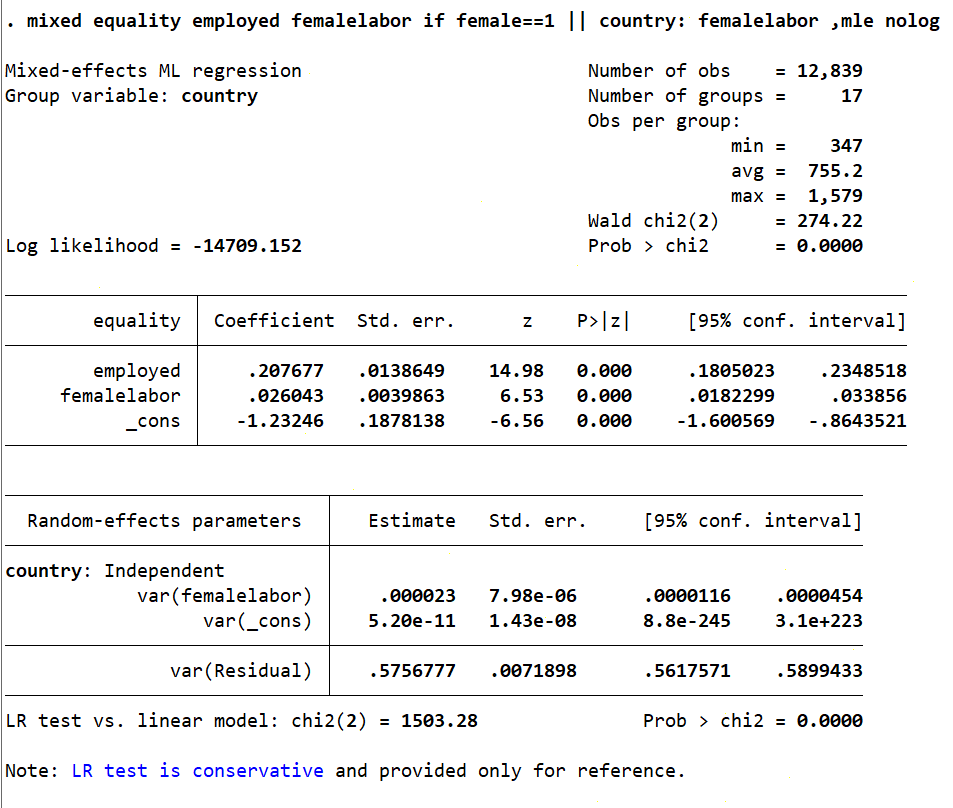 . mixed equality employed femalelabor if female==1 || country: femalelabor ,mle nolog
Mixed-effects ML regression Number of obs = 12,839
Group variable: country Number of groups = 17
Obs per group:
min = 347
avg = 755.2
max = 1,579
Wald chi2(2) = 274.22
Log likelihood = -14709.152 Prob > chi2 = 0.0000
equality Coefficient Std. err. z P>|z| [95% conf. interval]
employed .207677 .0138649 14.98 0.000 .1805023 .2348518
femalelabor .026043 .0039863 6.53 0.000 .0182299 .033856
_cons -1.23246 .1878138 -6.56 0.000 -1.600569 -.8643521
Random-effects parameters Estimate Std. err. [95% conf. interval]
country: Independent
var(femalelabor) .000023 7.98e-06 .0000116 .0000454
var(_cons) 5.20e-11 1.43e-08 8.8e-245 3.1e+223
var(Residual) .5756777 .0071898 .5617571 .5899433
LR test vs. linear model: chi2(2) = 1503.28 Prob > chi2 = 0.0000
Note: LR test is conservative and provided only for reference.